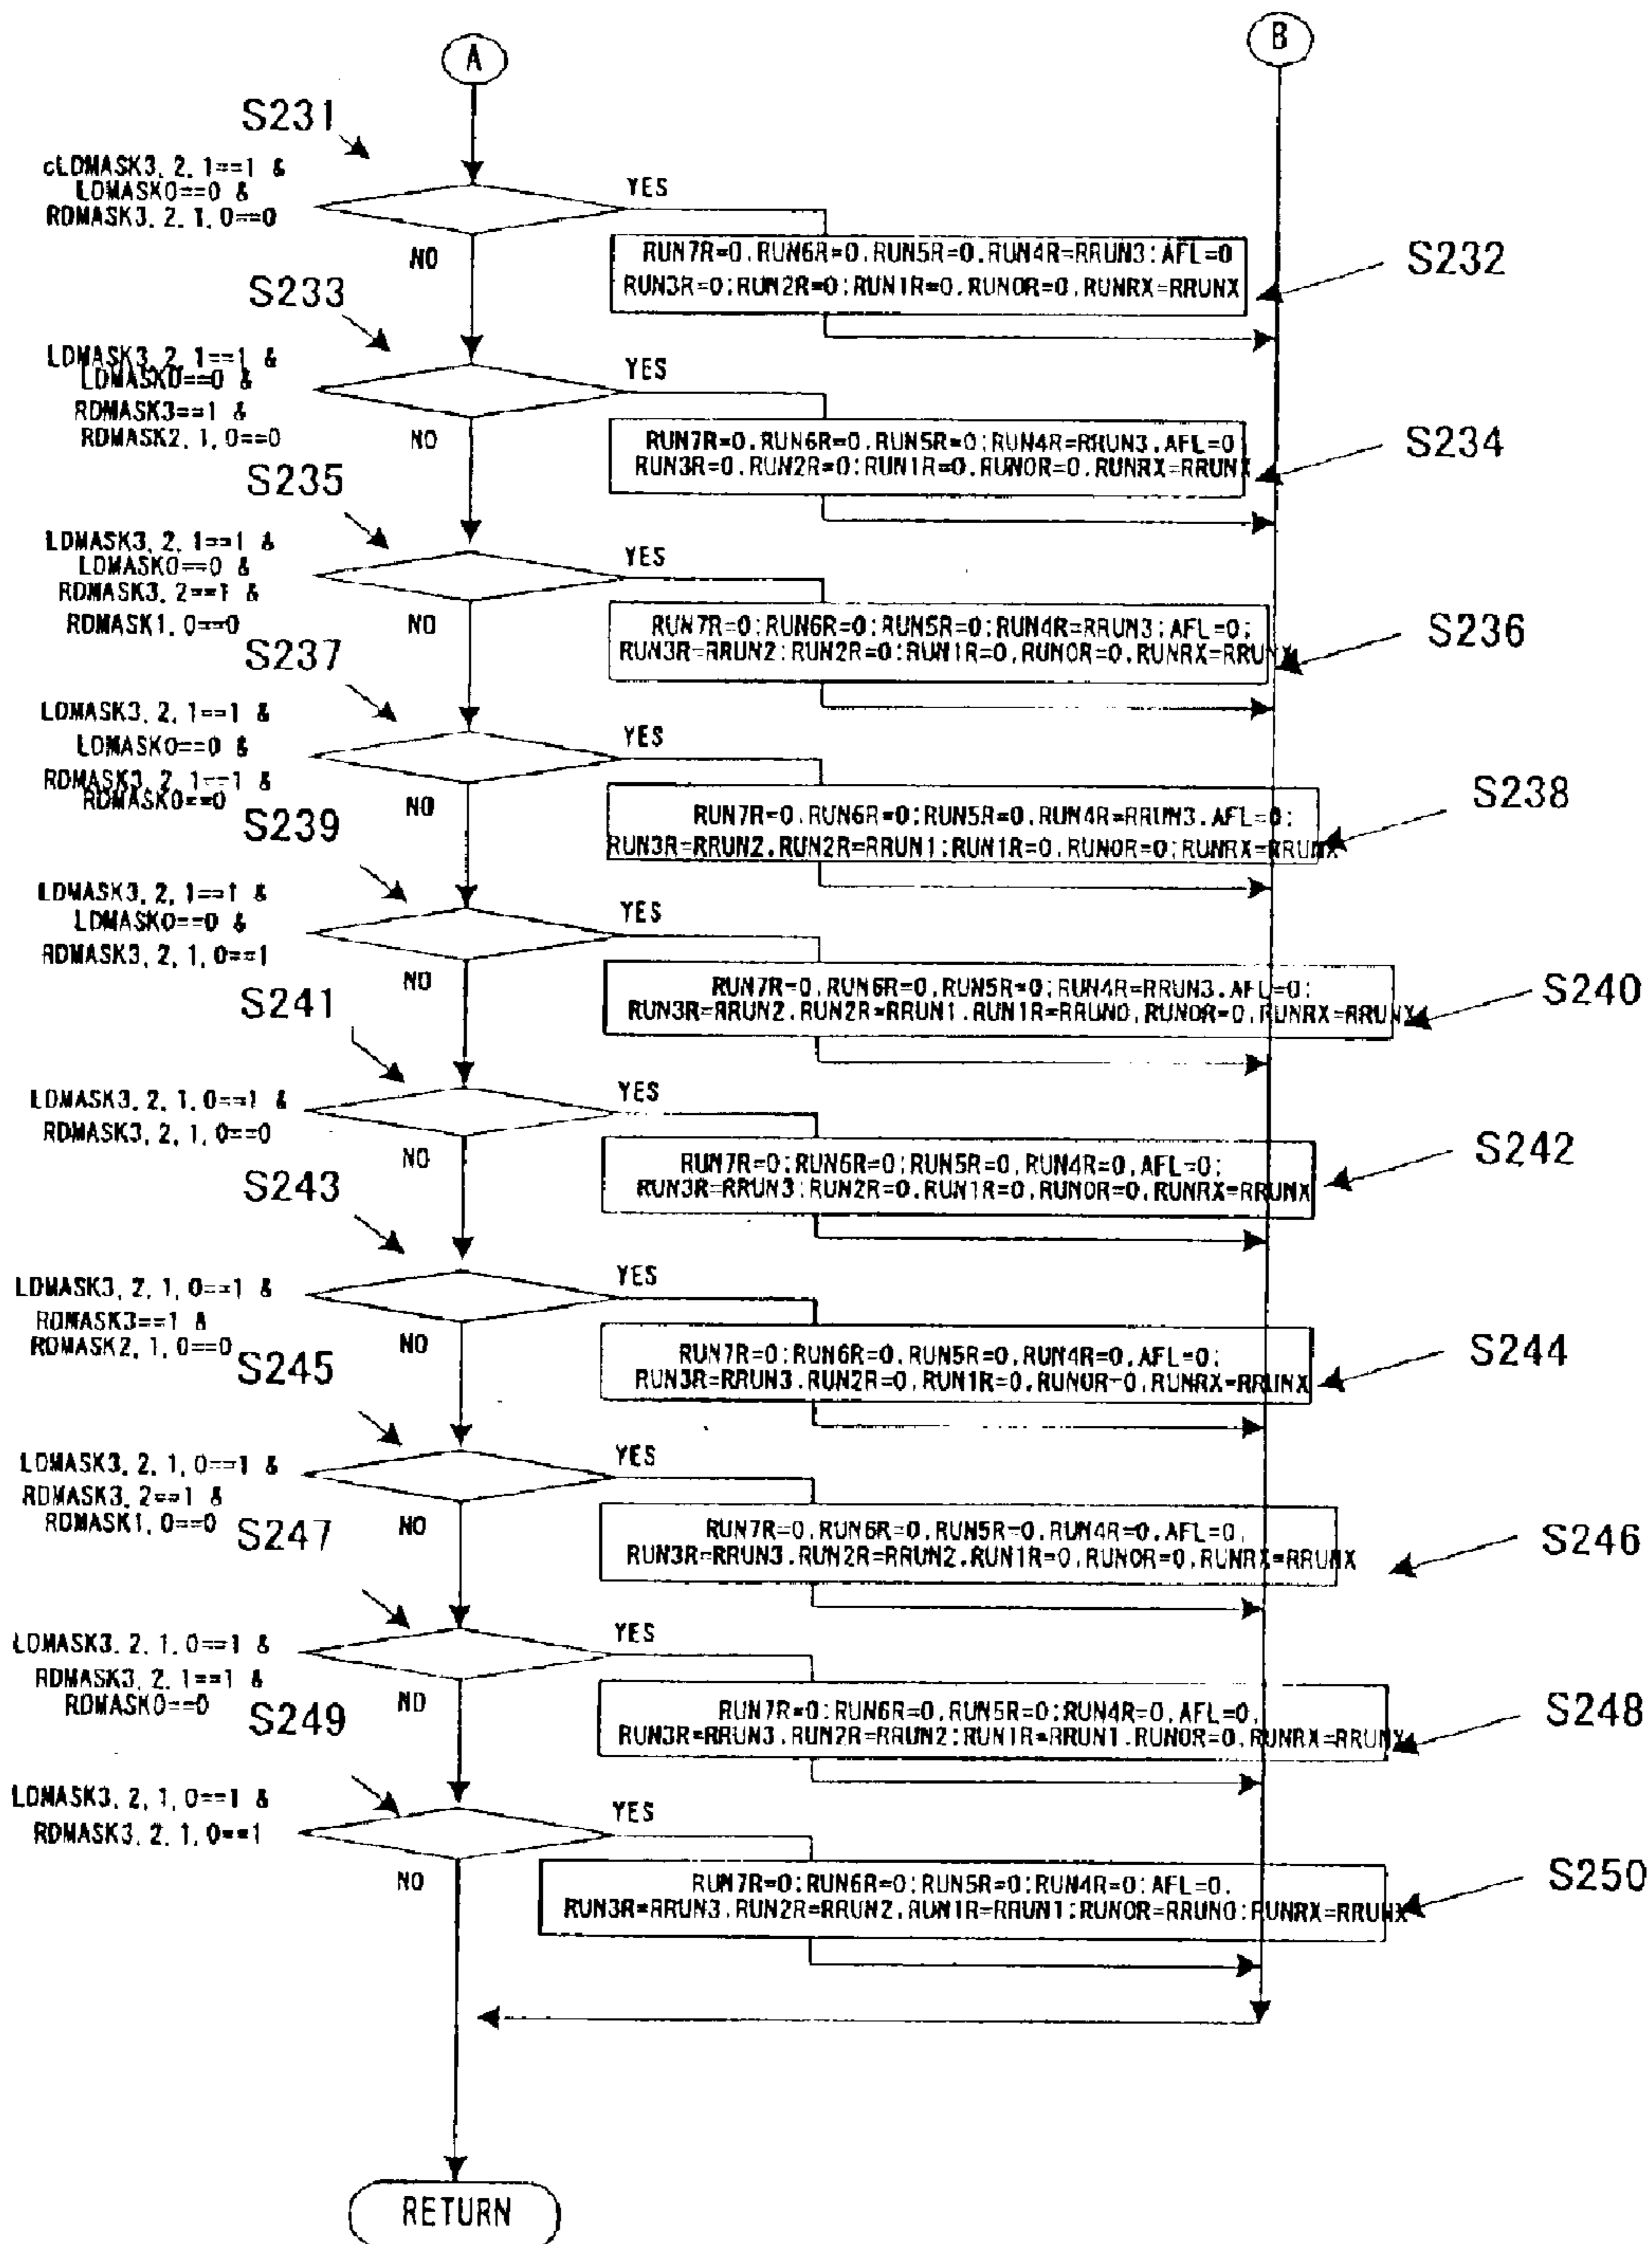 A
B
S231
cLDMASK3, 2, 1==1 &
LDMASK0==0 &
RDMASK3, 2, 1, 0==0
YES
NO
RUN7R=0.RUN6R=0.RUN5R=0.RUN4R=RRUN3:AFL=0
RUN3R=0:RUN2R=0:RUN1R=0.RUN0R=0.RUNRX=RRUNX
S232
S233
LDMASK3, 2, 1==1 &
LDMASK0==0 &
RDMASK3==1 &
RDMASK2, 1, 0==0
YES
NO
RUN7R=0.RUN6R=0.RUN5R=0:RUN4R=RRUN3.AFL=0
RUN3R=0.RUN2R=0:RUN1R=0.RUN0R=0.RUNRX=RRUNX
S234
S235
LDMASK3, 2, 1==1 &
LDMASK0==0 &
RDMASK3, 2==1 &
RDMASK1, 0==0
YES
NO
RUN7R=0:RUN6R=0:RUN5R=0:RUN4R=RRUN3:AFL=0:
RUN3R=RRUN2:RUN2R=0:RUN1R=0.RUN0R=0.RUNRX=RRUNX
S236
S237
LDMASK3, 2, 1==1 &
LDMASK0==0 &
RDMASK3, 2, 1==1 &
RDMASK0==0
YES
NO
RUN7R=0.RUN6R=0:RUN5R=0.RUN4R=RRUN3.AFL=0:
RUN3R=RRUN2.RUN2R=RRUN1:RUN1R=0.RUN0R=0:RUNRX=RRUNX
S238
S239
LDMASK3, 2, 1==1 &
LDMASK0==0 &
RDMASK3, 2, 1, 0==1
YES
NO
RUN7R=0.RUN6R=0.RUN5R=0:RUN4R=RRUN3.AFL=0:
RUN3R=RRUN2.RUN2R=RRUN1.RUN1R=RRUN0.RUN0R=0.RUNRX=RRUNX
S240
S241
LDMASK3, 2, 1, 0==1 &
RDMASK3, 2, 1, 0==0
YES
NO
RUN7R=0:RUN6R=0:RUN5R=0.RUN4R=0.AFL=0:
RUN3R=RRUN3:RUN2R=0.RUN1R=0.RUN0R=0.RUNRX=RRUNX
S242
S243
LDMASK3, 2, 1, 0==1 &
RDMASK3==1 &
RDMASK2, 1, 0==0
YES
NO
RUN7R=0:RUN6R=0.RUN5R=0.RUN4R=0.AFL=0:
RUN3R=RRUN3.RUN2R=0.RUN1R=0.RUN0R=0.RUNRX=RRUNX
S244
S245
LDMASK3, 2, 1, 0==1 &
RDMASK3, 2==1 &
RDMASK1, 0==0
YES
NO
RUN7R=0.RUN6R=0.RUN5R=0.RUN4R=0.AFL=0.
RUN3R=RRUN3.RUN2R=RRUN2.RUN1R=0.RUN0R=0.RUNRX=RRUNX
S246
S247
LDMASK3, 2, 1, 0==1 &
RDMASK3, 2, 1==1 &
RDMASK0==0
YES
NO
RUN7R=0:RUN6R=0.RUN5R=0:RUN4R=0.AFL=0.
RUN3R=RRUN3.RUN2R=RRUN2:RUN1R=RRUN1.RUN0R=0.RUNRX=RRUNX
S248
S249
LDMASK3, 2, 1, 0==1 &
RDMASK3, 2, 1, 0==1
YES
NO
RUN7R=0:RUN6R=0:RUN5R=0:RUN4R=0:AFL=0.
RUN3R=RRUN3.RUN2R=RRUN2.RUN1R=RRUN1:RUN0R=RRUN0:RUNRX=RRUNX
S250
RETURN